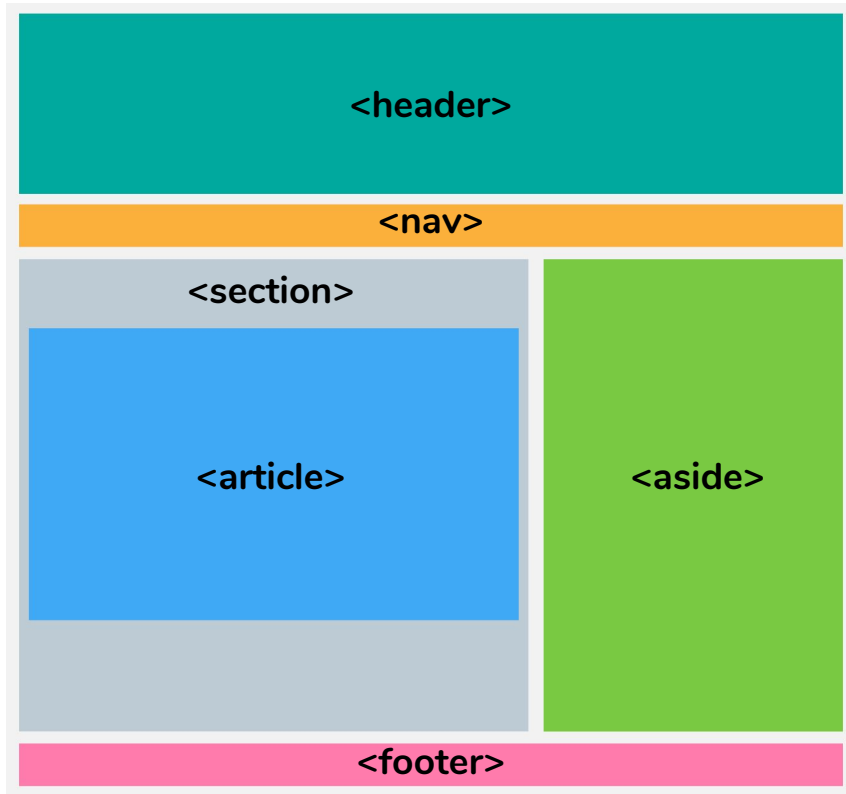 <header>
<nav>
<section>
<article>
<aside>
<footer>